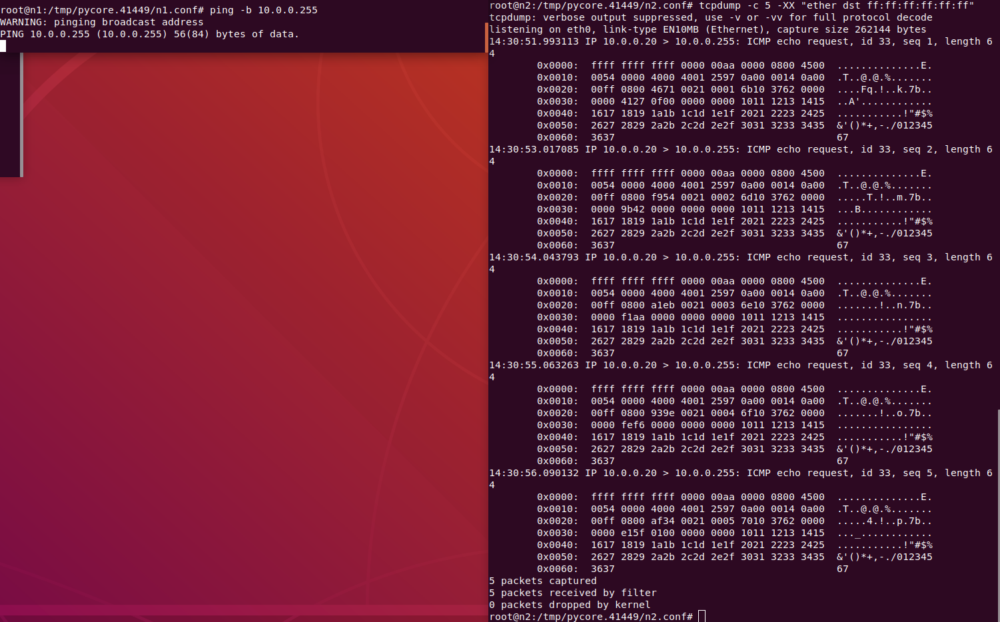 root@n1:/tmp/pycore.41449/n1.conf# ping -b 10.0.0.255
WARNING: pinging broadcast address
PING 10.0.0.255 (10.0.0.255) 56(84) bytes of data.
root@n2:/tmp/pycore.41449/n2.conf# tcpdump -c 5 -XX "ether dst ff:ff:ff:ff:ff:ff"
tcpdump: verbose output suppressed, use -v or -vv for full protocol decode
listening on eth0, link-type EN10MB (Ethernet), capture size 262144 bytes
14:30:51.993113 IP 10.0.0.20 > 10.0.0.255: ICMP echo request, id 33, seq 1, length 6
4
        0x0000:  ffff ffff ffff 0000 00aa 0000 0800 4500  ..............E.
        0x0010:  0054 0000 4000 4001 2597 0a00 0014 0a00  .T..@.@.%.......
        0x0020:  00ff 0800 4671 0021 0001 6b10 3762 0000  ....Fq.!..k.7b..
        0x0030:  0000 4127 0f00 0000 0000 1011 1213 1415  ..A'............
        0x0040:  1617 1819 1a1b 1c1d 1e1f 2021 2223 2425  ...........!"#$%
        0x0050:  2627 2829 2a2b 2c2d 2e2f 3031 3233 3435  &'()*+,-./012345
        0x0060:  3637                                     67
14:30:53.017085 IP 10.0.0.20 > 10.0.0.255: ICMP echo request, id 33, seq 2, length 6
4
        0x0000:  ffff ffff ffff 0000 00aa 0000 0800 4500  ..............E.
        0x0010:  0054 0000 4000 4001 2597 0a00 0014 0a00  .T..@.@.%.......
        0x0020:  00ff 0800 f954 0021 0002 6d10 3762 0000  .....T.!..m.7b..
        0x0030:  0000 9b42 0000 0000 0000 1011 1213 1415  ...B............
        0x0040:  1617 1819 1a1b 1c1d 1e1f 2021 2223 2425  ...........!"#$%
        0x0050:  2627 2829 2a2b 2c2d 2e2f 3031 3233 3435  &'()*+,-./012345
        0x0060:  3637                                     67
14:30:54.043793 IP 10.0.0.20 > 10.0.0.255: ICMP echo request, id 33, seq 3, length 6
4
        0x0000:  ffff ffff ffff 0000 00aa 0000 0800 4500  ..............E.
        0x0010:  0054 0000 4000 4001 2597 0a00 0014 0a00  .T..@.@.%.......
        0x0020:  00ff 0800 a1eb 0021 0003 6e10 3762 0000  .......!..n.7b..
        0x0030:  0000 f1aa 0000 0000 0000 1011 1213 1415  ................
        0x0040:  1617 1819 1a1b 1c1d 1e1f 2021 2223 2425  ...........!"#$%
        0x0050:  2627 2829 2a2b 2c2d 2e2f 3031 3233 3435  &'()*+,-./012345
        0x0060:  3637                                     67
14:30:55.063263 IP 10.0.0.20 > 10.0.0.255: ICMP echo request, id 33, seq 4, length 6
4
        0x0000:  ffff ffff ffff 0000 00aa 0000 0800 4500  ..............E.
        0x0010:  0054 0000 4000 4001 2597 0a00 0014 0a00  .T..@.@.%.......
        0x0020:  00ff 0800 939e 0021 0004 6f10 3762 0000  .......!..o.7b..
        0x0030:  0000 fef6 0000 0000 0000 1011 1213 1415  ................
        0x0040:  1617 1819 1a1b 1c1d 1e1f 2021 2223 2425  ...........!"#$%
        0x0050:  2627 2829 2a2b 2c2d 2e2f 3031 3233 3435  &'()*+,-./012345
        0x0060:  3637                                     67
14:30:56.090132 IP 10.0.0.20 > 10.0.0.255: ICMP echo request, id 33, seq 5, length 6
4
        0x0000:  ffff ffff ffff 0000 00aa 0000 0800 4500  ..............E.
        0x0010:  0054 0000 4000 4001 2597 0a00 0014 0a00  .T..@.@.%.......
        0x0020:  00ff 0800 af34 0021 0005 7010 3762 0000  .....4.!..p.7b..
        0x0030:  0000 e15f 0100 0000 0000 1011 1213 1415  ..._............
        0x0040:  1617 1819 1a1b 1c1d 1e1f 2021 2223 2425  ...........!"#$%
        0x0050:  2627 2829 2a2b 2c2d 2e2f 3031 3233 3435  &'()*+,-./012345
        0x0060:  3637                                     67
5 packets captured
5 packets received by filter
0 packets dropped by kernel
root@n2:/tmp/pycore.41449/n2.conf#